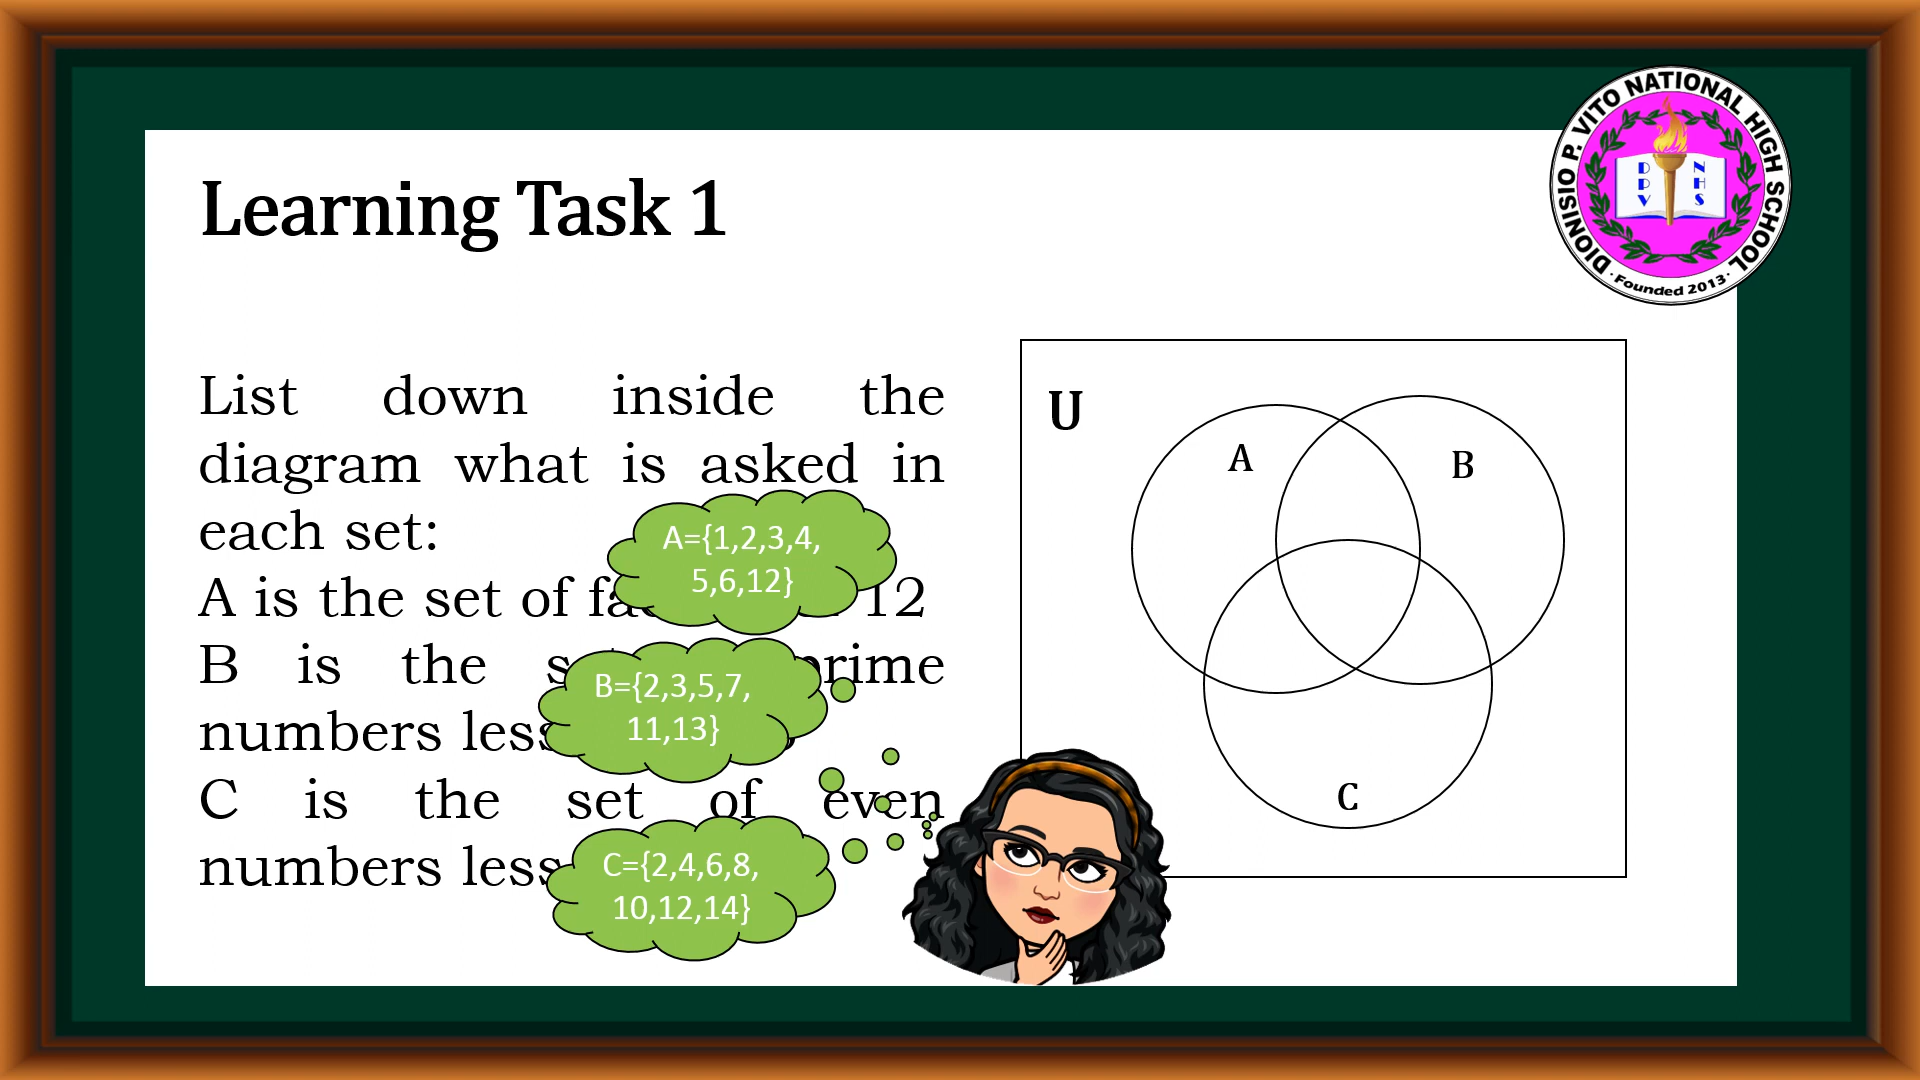 Learning Task 1
DIONISIO P. VITO NATIONAL HIGH SCHOOL
D N
P H
V S
· Founded 2013 ·
List down inside the
diagram what is asked in
each set:
A is the set of 12
B is the prime
numbers less
C is the set of even
numbers less
A={1,2,3,4,
5,6,12}
B={2,3,5,7,
11,13}
C={2,4,6,8,
10,12,14}
U
A
B
C